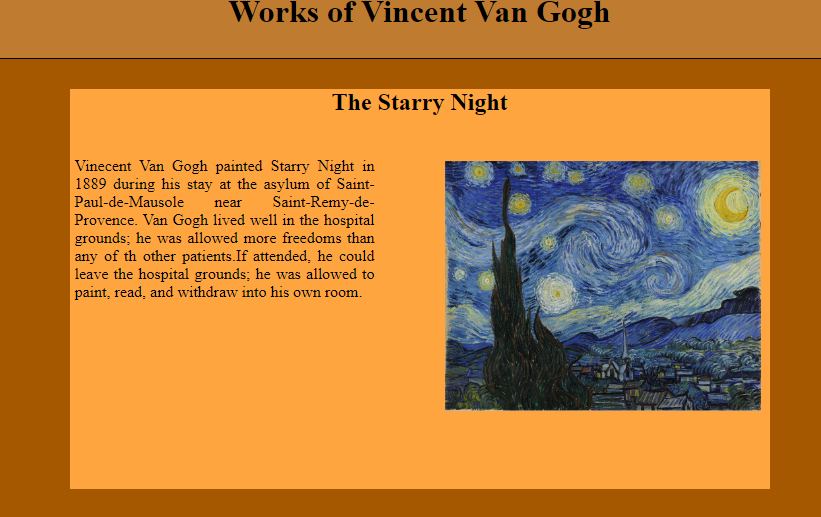 Works of Vincent Van Gogh
The Starry Night
Vinecent Van Gogh painted Starry Night in
1889 during his stay at the asylum of Saint-
Paul-de-Mausole near Saint-Remy-de-
Provence. Van Gogh lived well in the hospital
grounds; he was allowed more freedoms than
any of th other patients.If attended, he could
leave the hospital grounds; he was allowed to
paint, read, and withdraw into his own room.